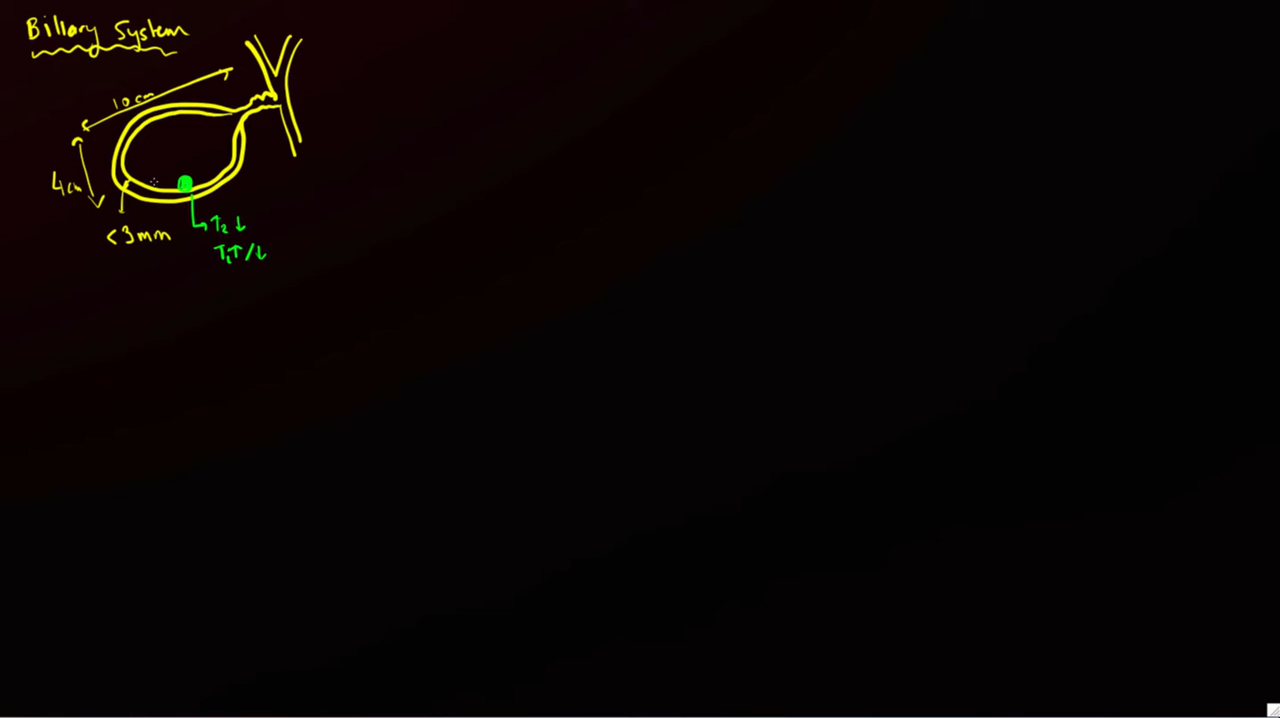 Billary System
10cm
4cm
<3mm
T₂ ↓
T₁↑/↓